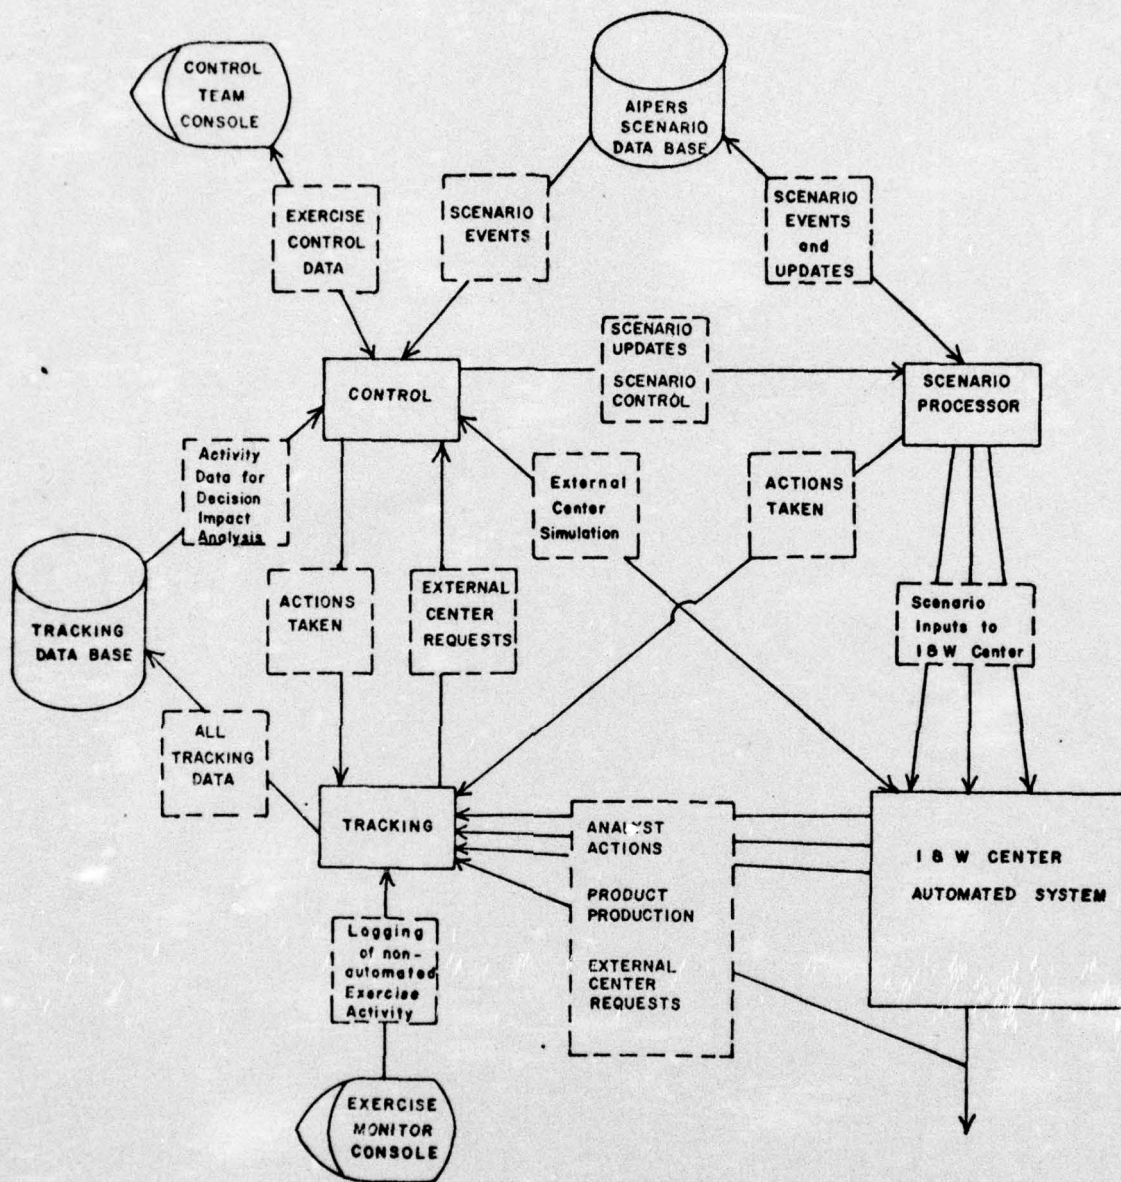 CONTROL
TEAM
CONSOLE
AIPERS
SCENARIO
DATA BASE
EXERCISE
CONTROL
DATA
SCENARIO
EVENTS
SCENARIO
EVENTS
and
UPDATES
SCENARIO
UPDATES
SCENARIO
CONTROL
CONTROL
SCENARIO
PROCESSOR
Activity
Data for
Decision
Impact
Analysis
External
Center
Simulation
ACTIONS
TAKEN
TRACKING
DATA BASE
ACTIONS
TAKEN
EXTERNAL
CENTER
REQUESTS
Scenario
Inputs to
I & W Center
ALL
TRACKING
DATA
TRACKING
ANALYST
ACTIONS
PRODUCT
PRODUCTION
EXTERNAL
CENTER
REQUESTS
I & W CENTER
AUTOMATED SYSTEM
Logging
of non-
automated
Exercise
Activity
EXERCISE
MONITOR
CONSOLE